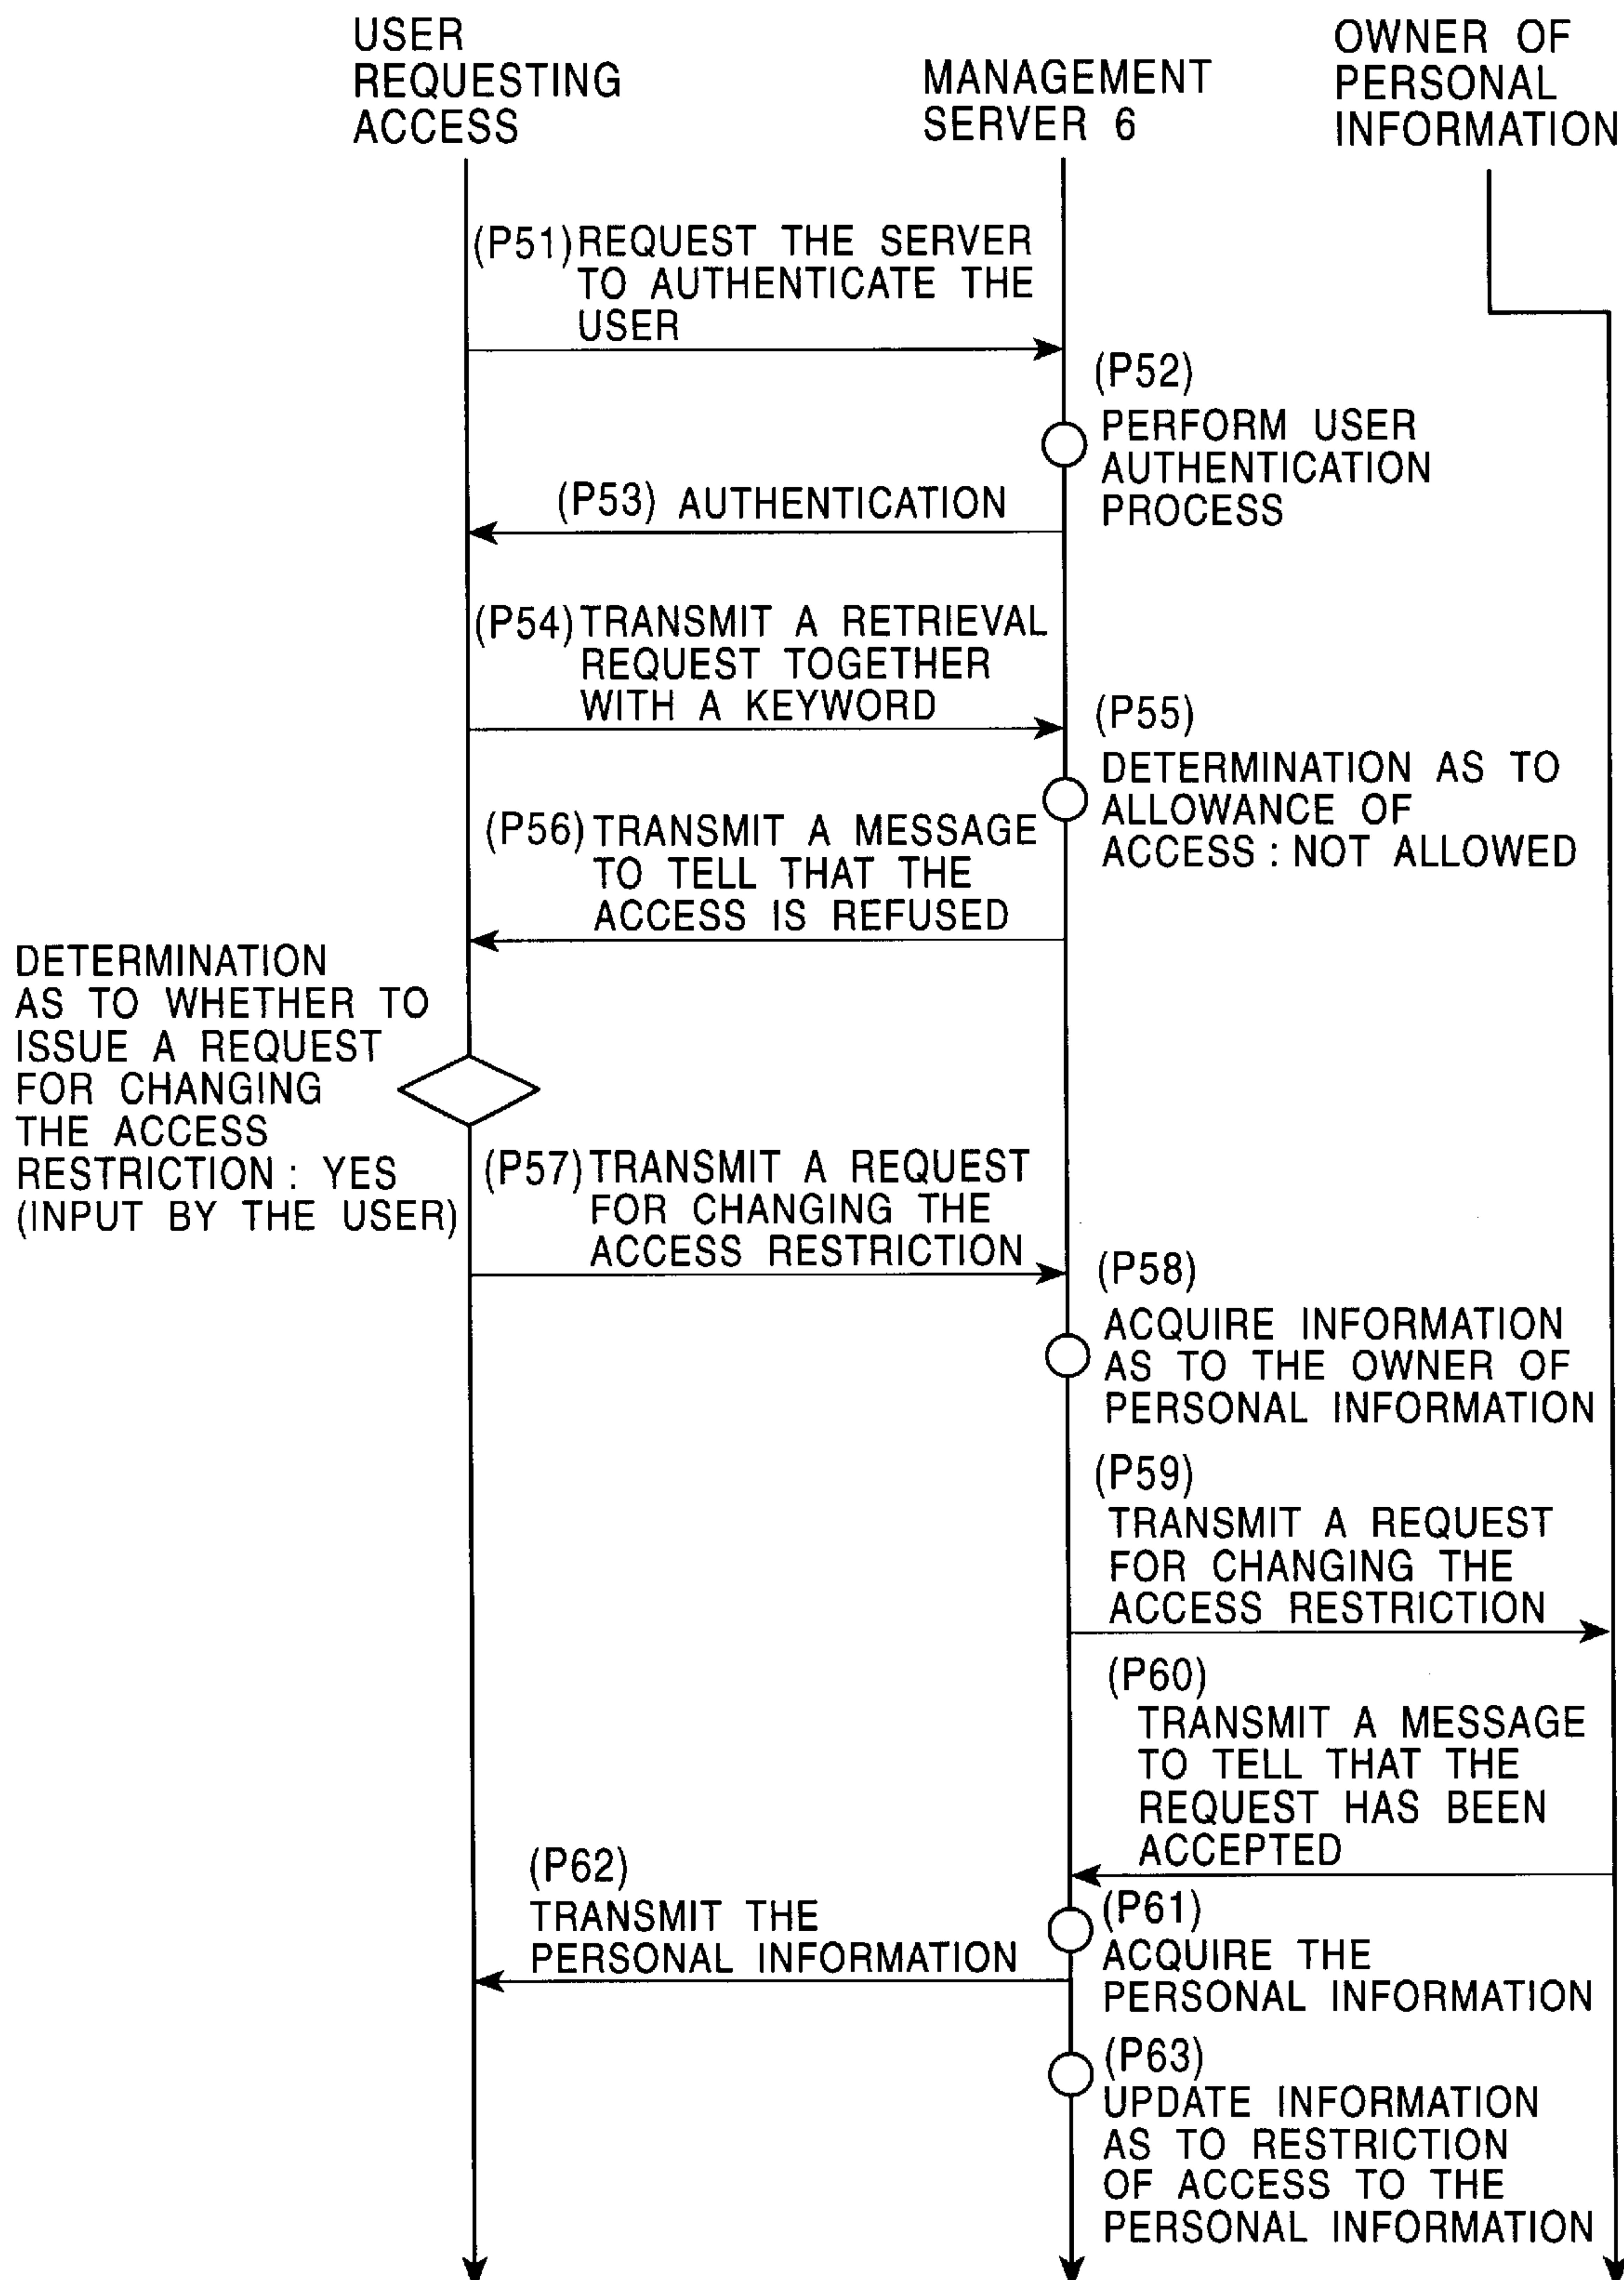 USER
REQUESTING
ACCESS
MANAGEMENT
SERVER 6
OWNER OF
PERSONAL
INFORMATION
(P51) REQUEST THE SERVER
TO AUTHENTICATE THE
USER
(P52)
PERFORM USER
AUTHENTICATION
PROCESS
(P53) AUTHENTICATION
(P54) TRANSMIT A RETRIEVAL
REQUEST TOGETHER
WITH A KEYWORD
(P55)
DETERMINATION AS TO
ALLOWANCE OF
ACCESS : NOT ALLOWED
(P56) TRANSMIT A MESSAGE
TO TELL THAT THE
ACCESS IS REFUSED
DETERMINATION
AS TO WHETHER TO
ISSUE A REQUEST
FOR CHANGING
THE ACCESS
RESTRICTION : YES
(INPUT BY THE USER)
(P57) TRANSMIT A REQUEST
FOR CHANGING THE
ACCESS RESTRICTION
(P58)
ACQUIRE INFORMATION
AS TO THE OWNER OF
PERSONAL INFORMATION
(P59)
TRANSMIT A REQUEST
FOR CHANGING THE
ACCESS RESTRICTION
(P60)
TRANSMIT A MESSAGE
TO TELL THAT THE
REQUEST HAS BEEN
ACCEPTED
(P61)
ACQUIRE THE
PERSONAL INFORMATION
(P62)
TRANSMIT THE
PERSONAL INFORMATION
(P63)
UPDATE INFORMATION
AS TO RESTRICTION
OF ACCESS TO THE
PERSONAL INFORMATION